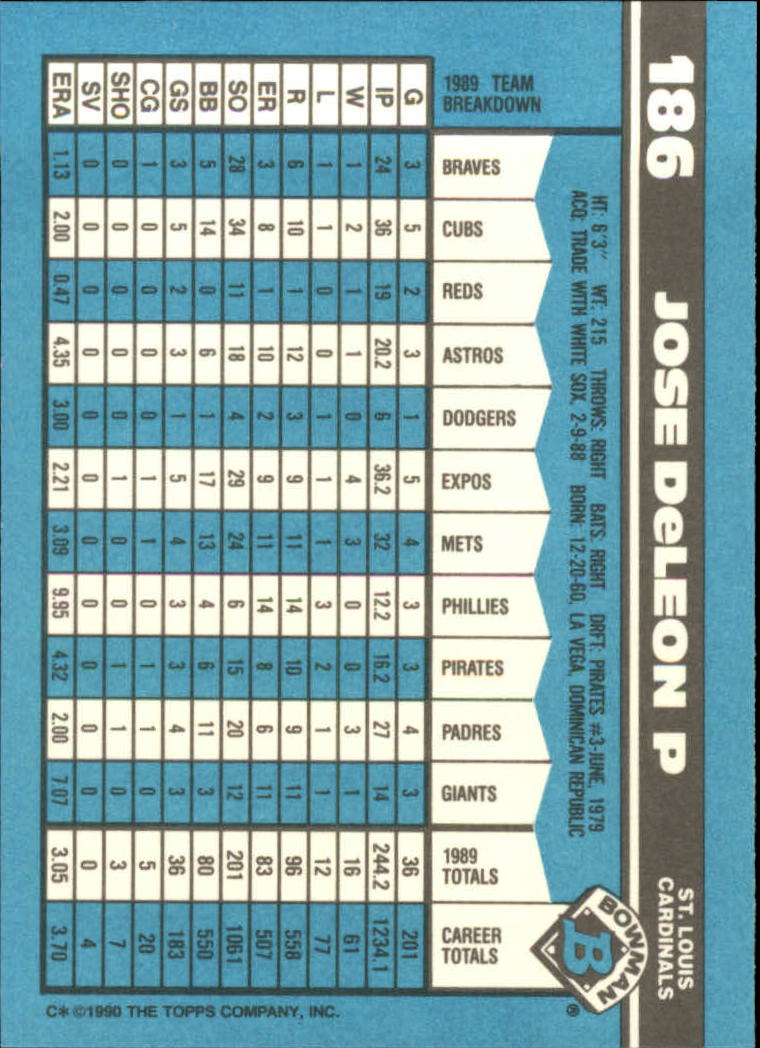 186 JOSE DeLEON P ST. LOUIS
CARDINALS
HT: 6'3" WT: 215 THROWS: RIGHT BATS: RIGHT DRFT: PIRATES #3-JUNE, 1979
ACQ: TRADE WITH WHITE SOX, 2-9-88 BORN: 12-20-60, LA VEGA, DOMINICAN REPUBLIC
BOWMAN
B
®
1989 TEAM
BREAKDOWN G IP W L R ER SO BB GS CG SHO SV ERA
BRAVES 3 24 1 1 6 3 28 5 3 1 0 0 1.13
CUBS 5 36 2 1 10 8 34 14 5 0 0 0 2.00
REDS 2 19 1 0 1 1 11 0 2 0 0 0 0.47
ASTROS 3 20.2 1 0 12 10 18 6 3 0 0 0 4.35
DODGERS 1 6 0 1 3 2 4 1 1 0 0 0 3.00
EXPOS 5 36.2 4 1 9 9 29 17 5 1 1 0 2.21
METS 4 32 3 1 11 11 24 13 4 1 0 0 3.09
PHILLIES 3 12.2 0 3 14 14 6 4 3 0 0 0 9.95
PIRATES 3 16.2 0 2 10 8 15 6 3 1 1 0 4.32
PADRES 4 27 3 1 9 6 20 11 4 1 1 0 2.00
GIANTS 3 14 1 1 11 11 12 3 3 0 0 0 7.07
1989
TOTALS 36 244.2 16 12 96 83 201 80 36 5 3 0 3.05
CAREER
TOTALS 201 1234.1 61 77 558 507 1061 550 183 20 7 4 3.70
C* ©1990 THE TOPPS COMPANY, INC.